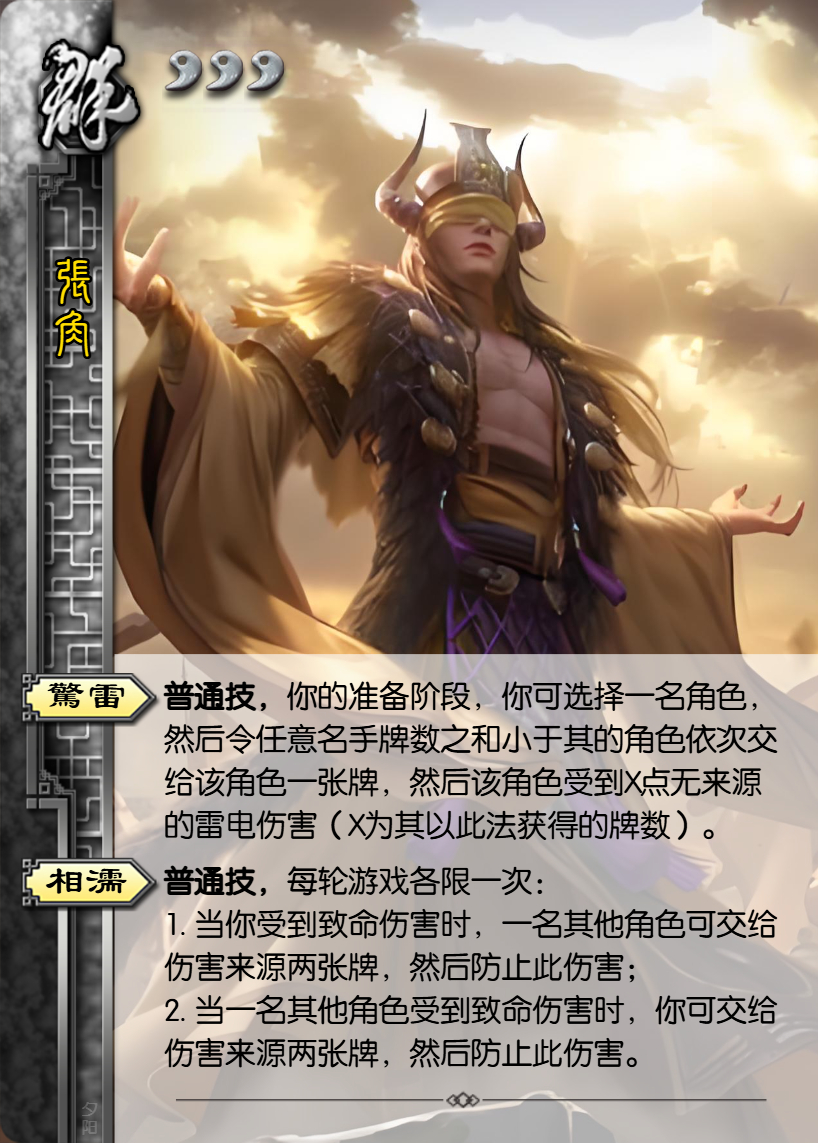 群
張角
驚雷
普通技，你的准备阶段，你可选择一名角色，
然后令任意名手牌数之和小于其的角色依次交
给该角色一张牌，然后该角色受到X点无来源
的雷电伤害（X为其以此法获得的牌数）。
相濡
普通技，每轮游戏各限一次：
1. 当你受到致命伤害时，一名其他角色可交给
伤害来源两张牌，然后防止此伤害；
2. 当一名其他角色受到致命伤害时，你可交给
伤害来源两张牌，然后防止此伤害。
夕阳